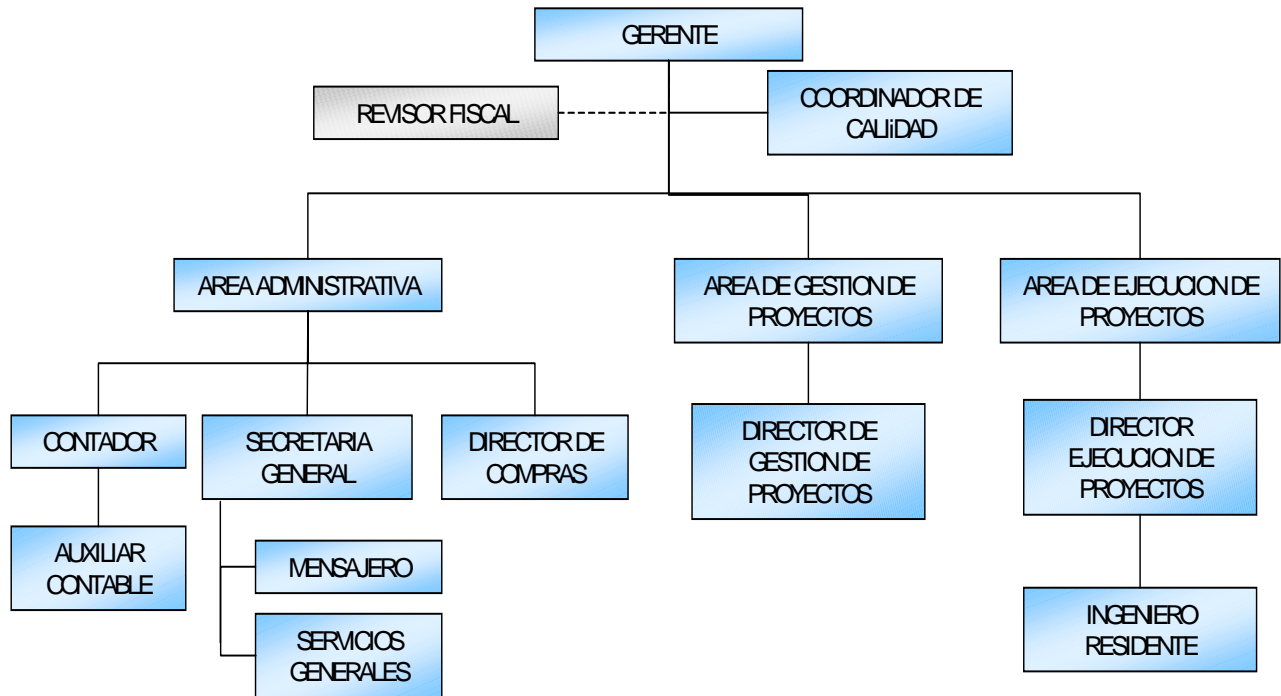 GERENTE
REVISOR FISCAL
COORDINADOR DE
CALIiDAD
AREA ADMINISTRATIVA
AREA DE GESTION DE
PROYECTOS
AREA DE EJECUCION DE
PROYECTOS
CONTADOR
SECRETARIA
GENERAL
DIRECTOR DE
COMPRAS
DIRECTOR DE
GESTION DE
PROYECTOS
DIRECTOR
EJECUCION DE
PROYECTOS
AUXILIAR
CONTABLE
MENSAJERO
SERVICIOS
GENERALES
INGENIERO
RESIDENTE